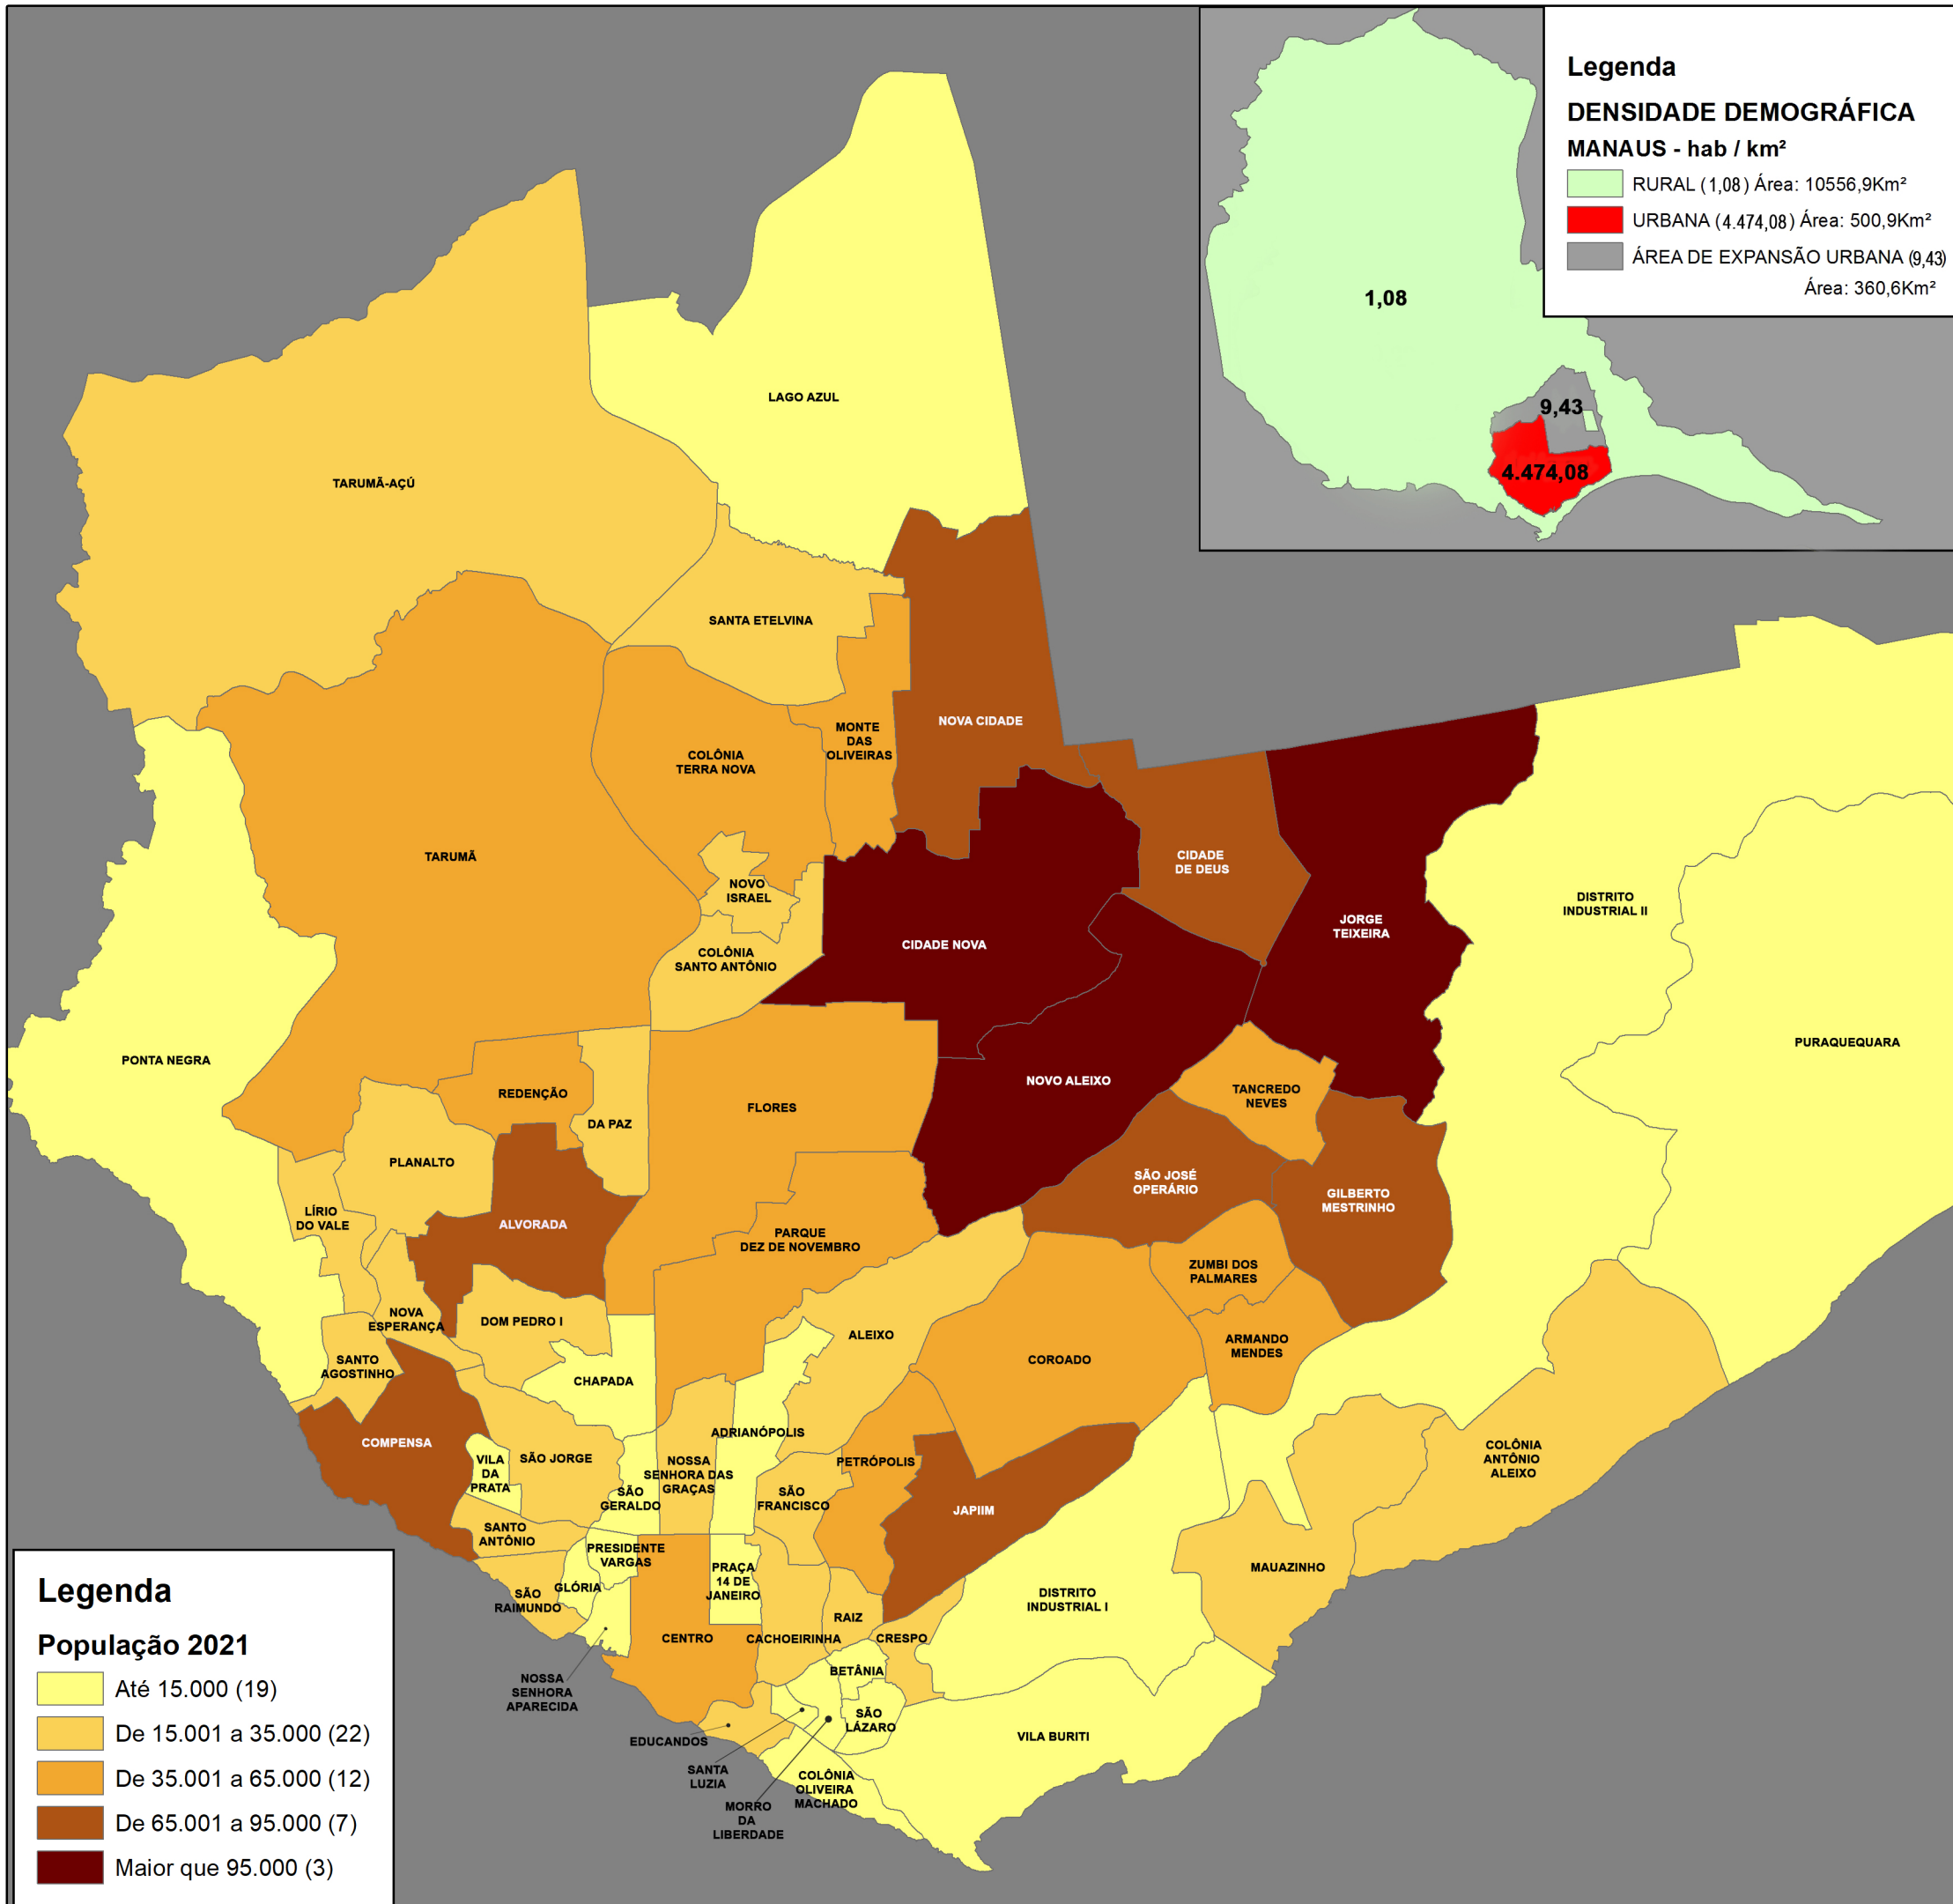 Legenda
DENSIDADE DEMOGRÁFICA
MANAUS - hab / km²
RURAL (1,08) Área: 10556,9Km²
URBANA (4.474,08) Área: 500,9Km²
ÁREA DE EXPANSÃO URBANA (9,43)
Área: 360,6Km²
1,08
9,43
4.474,08
LAGO AZUL
TARUMÃ-AÇÚ
SANTA ETELVINA
NOVA CIDADE
MONTE
DAS
OLIVEIRAS
COLÔNIA
TERRA NOVA
TARUMÃ
CIDADE
DE DEUS
NOVO
ISRAEL
JORGE
TEIXEIRA
DISTRITO
INDUSTRIAL II
CIDADE NOVA
COLÔNIA
SANTO ANTÔNIO
PURAQUEQUARA
PONTA NEGRA
NOVO ALEIXO
REDENÇÃO
TANCREDO
NEVES
FLORES
DA PAZ
PLANALTO
SÃO JOSÉ
OPERÁRIO
GILBERTO
MESTRINHO
LÍRIO
DO VALE
ALVORADA
PARQUE
DEZ DE NOVEMBRO
ZUMBI DOS
PALMARES
NOVA
ESPERANÇA
DOM PEDRO I
ALEIXO
ARMANDO
MENDES
COROADO
SANTO
AGOSTINHO
CHAPADA
COMPENSA
ADRIANÓPOLIS
COLÔNIA
ANTÔNIO
ALEIXO
VILA
DA
PRATA
SÃO JORGE
NOSSA
SENHORA DAS
GRAÇAS
PETRÓPOLIS
SÃO
GERALDO
SÃO
FRANCISCO
JAPIIM
SANTO
ANTÔNIO
PRESIDENTE
VARGAS
PRAÇA
14 DE
JANEIRO
MAUAZINHO
GLÓRIA
SÃO
RAIMUNDO
DISTRITO
INDUSTRIAL I
RAIZ
CENTRO
CACHOEIRINHA
CRESPO
BETÂNIA
NOSSA
SENHORA
APARECIDA
SÃO
LÁZARO
EDUCANDOS
VILA BURITI
SANTA
LUZIA
COLÔNIA
OLIVEIRA
MACHADO
MORRO
DA
LIBERDADE
Legenda
População 2021
Até 15.000 (19)
De 15.001 a 35.000 (22)
De 35.001 a 65.000 (12)
De 65.001 a 95.000 (7)
Maior que 95.000 (3)